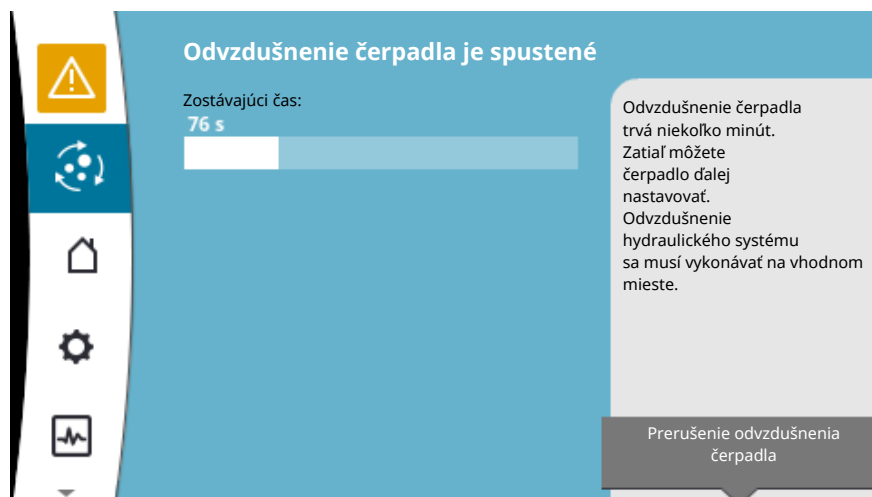 Odvzdušnenie čerpadla je spustené
Zostávajúci čas:
76 s
Odvzdušnenie čerpadla
trvá niekoľko minút.
Zatiaľ môžete
čerpadlo ďalej
nastavovať.
Odvzdušnenie
hydraulického systému
sa musí vykonávať na vhodnom
mieste.
Prerušenie odvzdušnenia
čerpadla